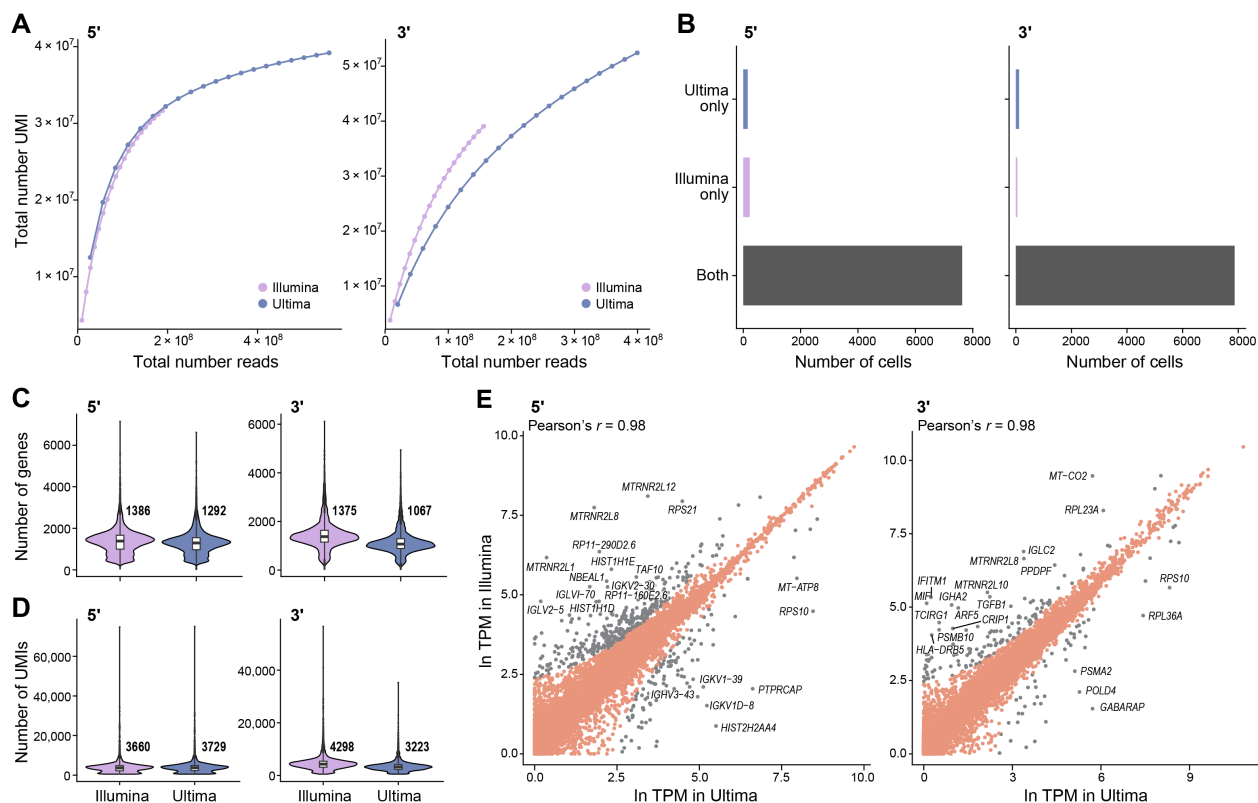 A
5'
3'
Total number UMI
4 × 10⁷
3 × 10⁷
2 × 10⁷
1 × 10⁷
5 × 10⁷
4 × 10⁷
3 × 10⁷
2 × 10⁷
1 × 10⁷
Illumina
Ultima
Illumina
Ultima
0
2 × 10⁸
4 × 10⁸
0
1 × 10⁸
2 × 10⁸
3 × 10⁸
4 × 10⁸
Total number reads
Total number reads
B
5'
3'
Ultima
only
Illumina
only
Both
0
2000
4000
6000
8000
0
2000
4000
6000
8000
Number of cells
Number of cells
C
5'
3'
Number of genes
6000
4000
2000
0
1386
1292
6000
4000
2000
0
1375
1067
D
Number of UMIs
60,000
40,000
20,000
0
3660
3729
40,000
20,000
0
4298
3223
Illumina
Ultima
Illumina
Ultima
E
5'
Pearson's r = 0.98
ln TPM in Illumina
10.0
7.5
5.0
2.5
0.0
MTRNR2L12
RPS21
MTRNR2L8
RP11−290D2.6
HIST1H1E
MTRNR2L1
TAF10
NBEAL1
IGKV2−30
IGLVI-70
RP11−160E2.6
IGLV2−5
HIST1H1D
MT−ATP8
RPS10
IGKV1−39
PTPRCAP
IGHV3−43
IGKV1D−8
HIST2H2AA4
0.0
2.5
5.0
7.5
10.0
ln TPM in Ultima
3'
Pearson's r = 0.98
10.0
7.5
5.0
2.5
0.0
MT−CO2
RPL23A
IGLC2
MTRNR2L8
PPDPF
IFITM1
MTRNR2L10
RPS10
MIF
IGHA2
TGFB1
TCIRG1
ARF5
CRIP1
RPL36A
PSMB10
HLA−DRB5
PSMA2
POLD4
GABARAP
0
3
6
9
ln TPM in Ultima